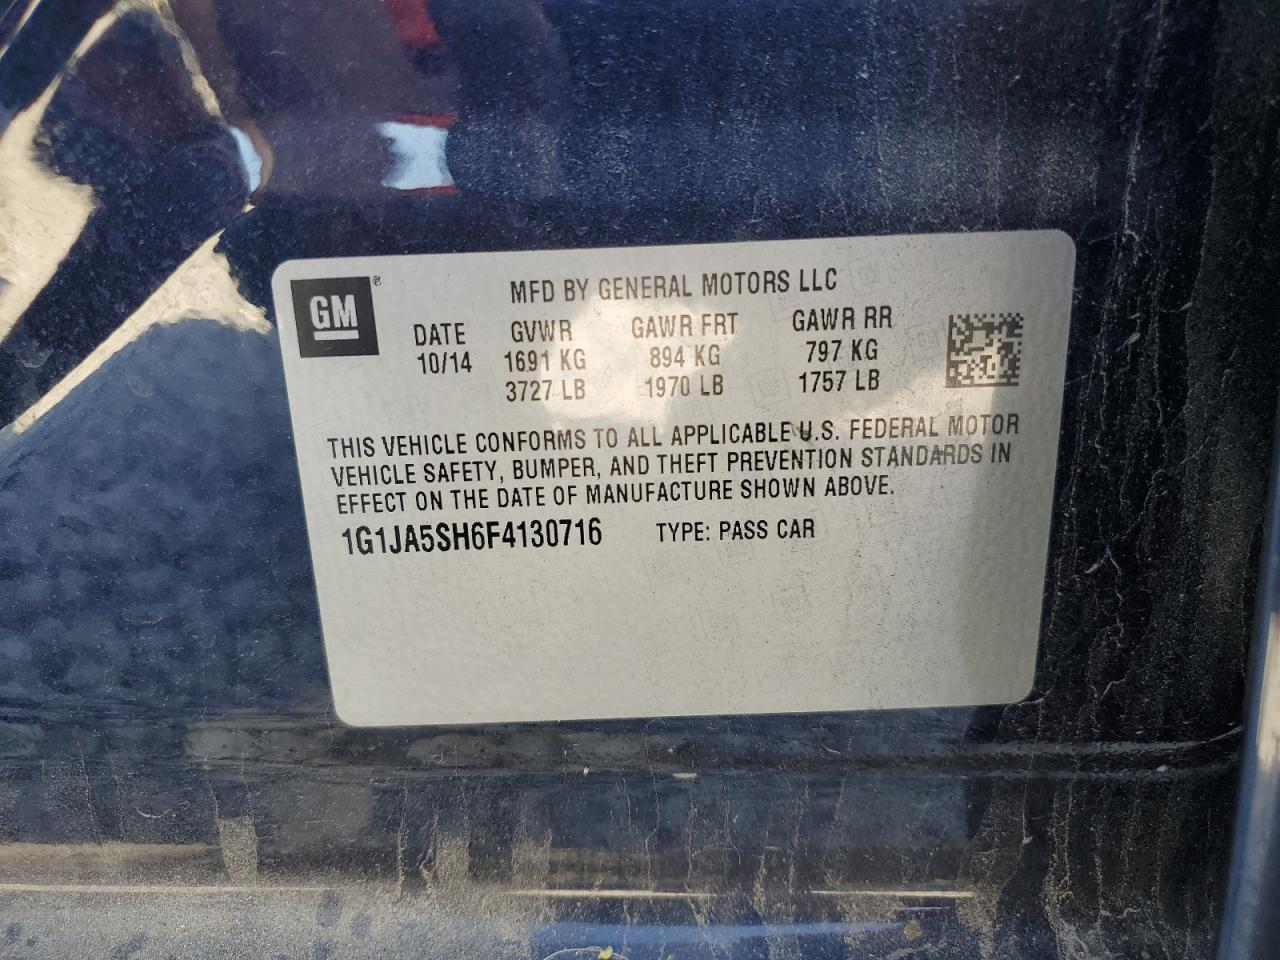 GM®
MFD BY GENERAL MOTORS LLC
DATE GVWR GAWR FRT GAWR RR
10/14 1691 KG 894 KG 797 KG
3727 LB 1970 LB 1757 LB
THIS VEHICLE CONFORMS TO ALL APPLICABLE U.S. FEDERAL MOTOR
VEHICLE SAFETY, BUMPER, AND THEFT PREVENTION STANDARDS IN
EFFECT ON THE DATE OF MANUFACTURE SHOWN ABOVE.
1G1JA5SH6F4130716 TYPE: PASS CAR